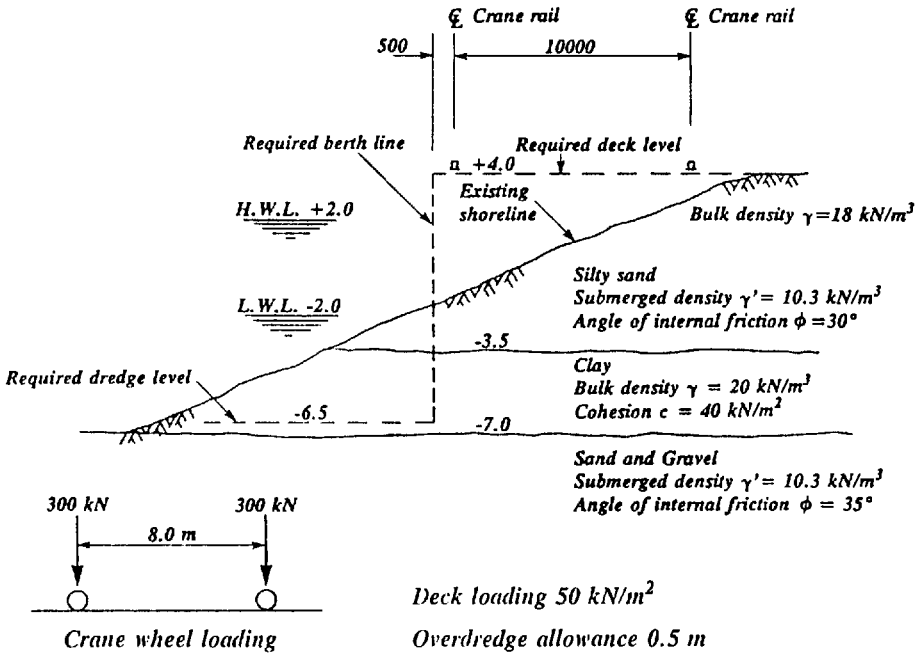 ℄ Crane rail
℄ Crane rail
500
10000
Required berth line
Required deck level
+4.0
Existing
shoreline
H.W.L. +2.0
Bulk density γ=18 kN/m³
Silty sand
Submerged density γ'= 10.3 kN/m³
Angle of internal friction ϕ =30°
L.W.L. -2.0
-3.5
Clay
Bulk density γ = 20 kN/m³
Cohesion c = 40 kN/m²
Required dredge level
-6.5
-7.0
Sand and Gravel
Submerged density γ'= 10.3 kN/m³
Angle of internal friction ϕ = 35°
300 kN
300 kN
8.0 m
Crane wheel loading
Deck loading 50 kN/m²
Overdredge allowance 0.5 m